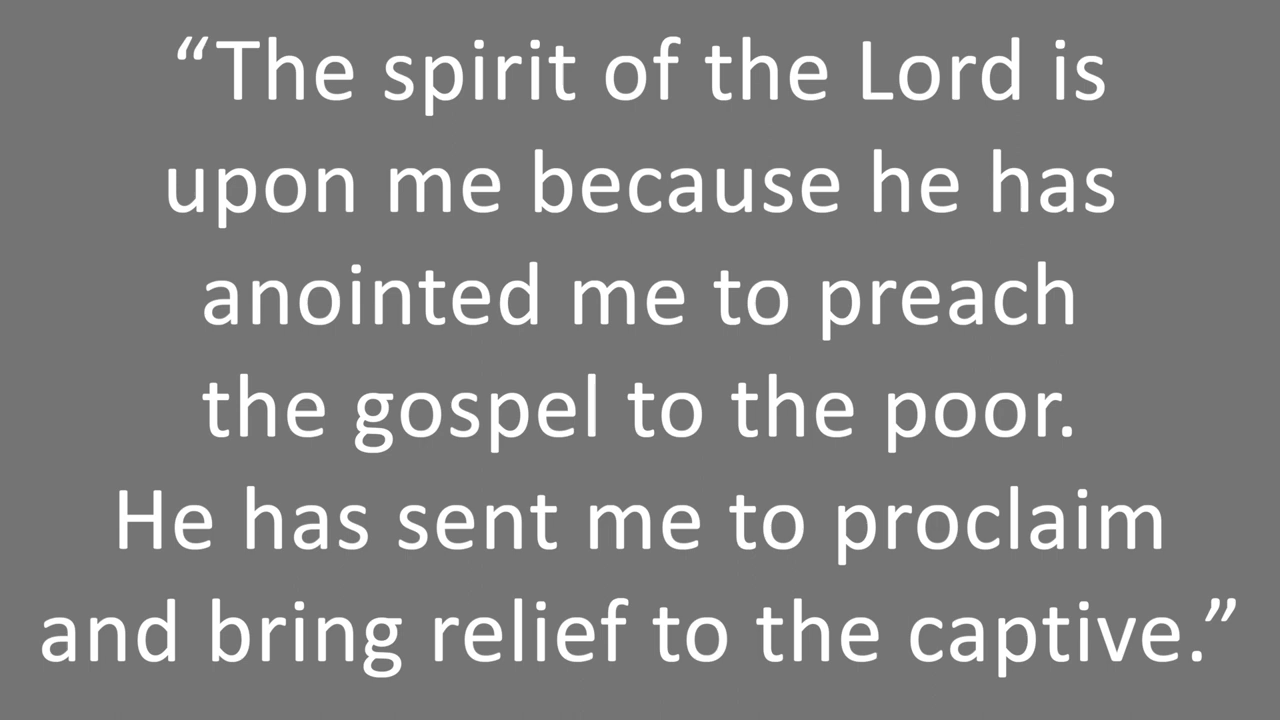 “The spirit of the Lord is
upon me because he has
anointed me to preach
the gospel to the poor.
He has sent me to proclaim
and bring relief to the captive.”